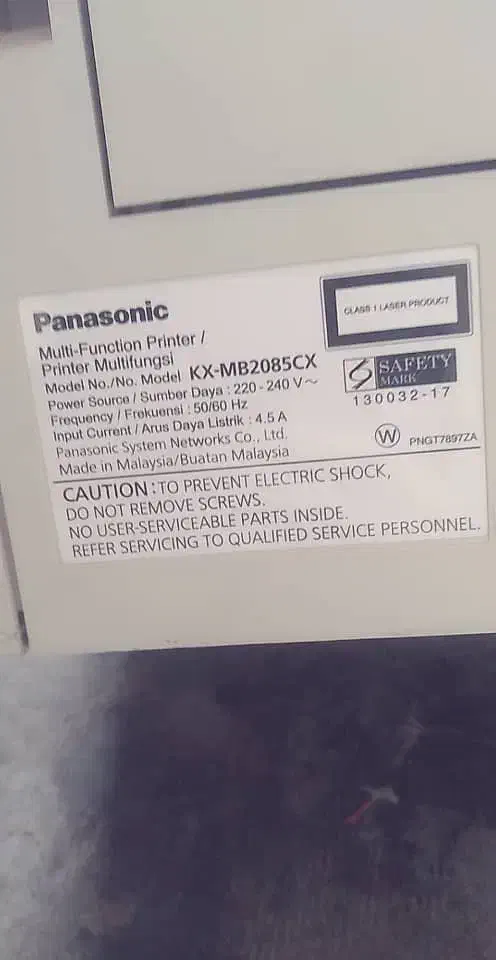 Panasonic
Multi-Function Printer /
Printer Multifungsi
Model No./No. Model KX-MB2085CX
Power Source / Sumber Daya : 220 - 240 V～
Frequency / Frekuensi : 50/60 Hz
Input Current / Arus Daya Listrik : 4.5 A
Panasonic System Networks Co., Ltd.
Made in Malaysia/Buatan Malaysia
CLASS 1 LASER PRODUCT
SAFETY
MARK
130032-17
W PNGT7897ZA
CAUTION : TO PREVENT ELECTRIC SHOCK,
DO NOT REMOVE SCREWS.
NO USER-SERVICEABLE PARTS INSIDE.
REFER SERVICING TO QUALIFIED SERVICE PERSONNEL.